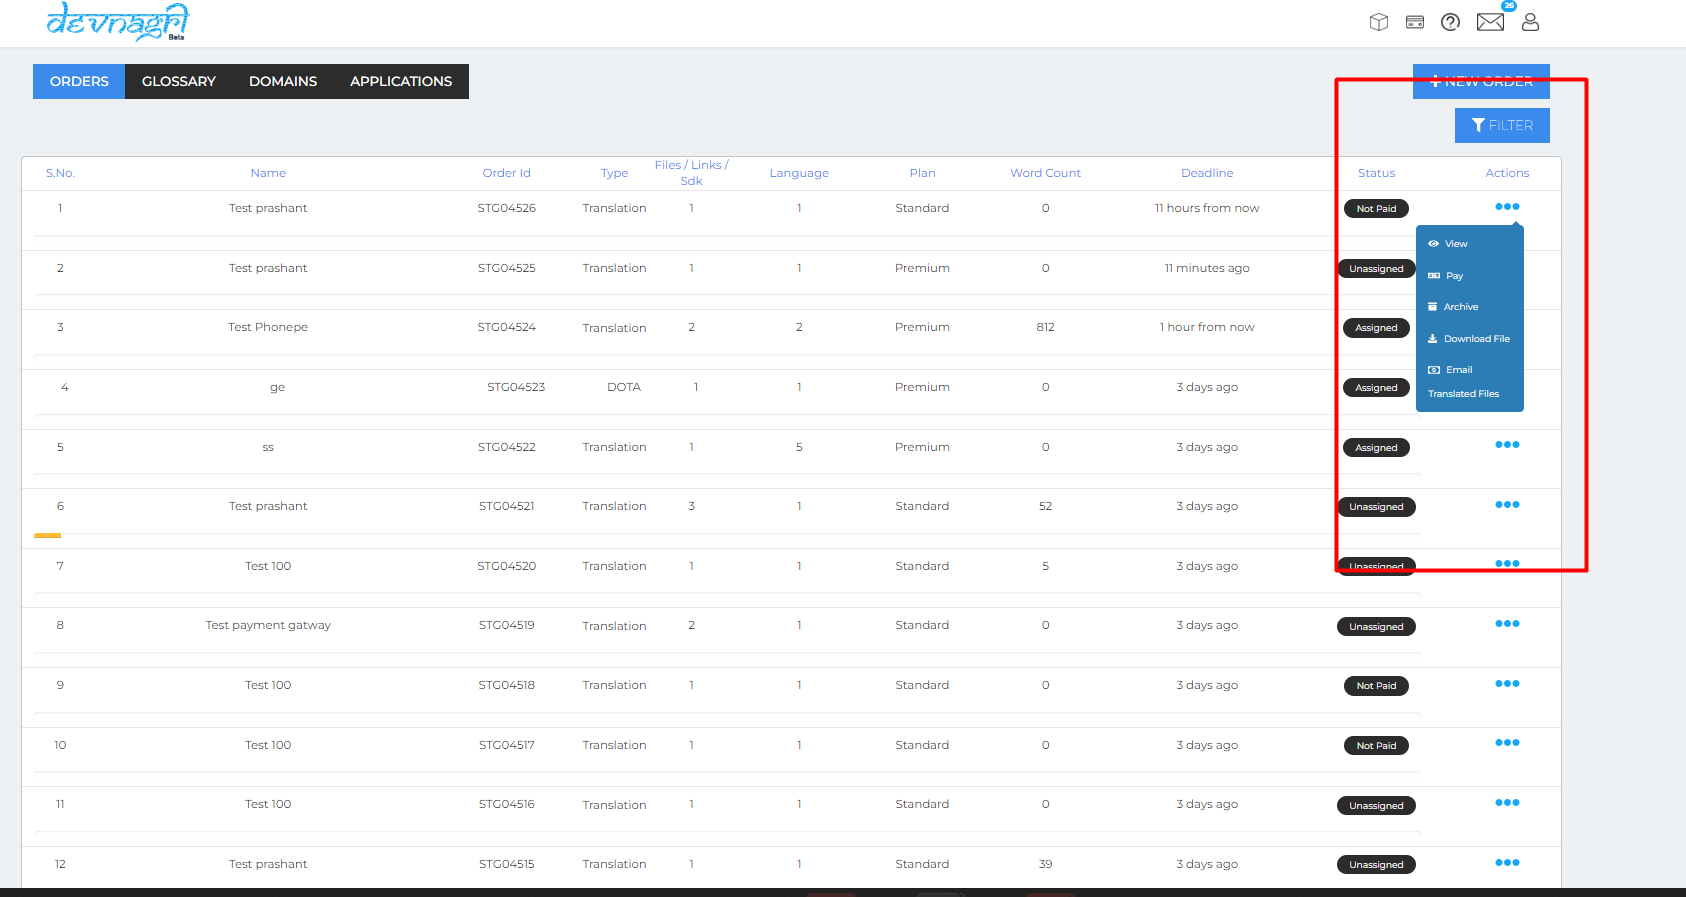 devnagri
Beta
26
ORDERS GLOSSARY DOMAINS APPLICATIONS
+ NEW ORDER
FILTER
S.No. Name Order Id Type Files / Links / Sdk Language Plan Word Count Deadline Status Actions
1 Test prashant STG04526 Translation 1 1 Standard 0 11 hours from now Not Paid
View
2 Test prashant STG04525 Translation 1 1 Premium 0 11 minutes ago Unassigned
Pay
Archive
3 Test Phonepe STG04524 Translation 2 2 Premium 812 1 hour from now Assigned
Download File
Email
4 ge STG04523 DOTA 1 1 Premium 0 3 days ago Assigned
Translated Files
5 ss STG04522 Translation 1 5 Premium 0 3 days ago Assigned
6 Test prashant STG04521 Translation 3 1 Standard 52 3 days ago Unassigned
7 Test 100 STG04520 Translation 1 1 Standard 5 3 days ago Unassigned
8 Test payment gatway STG04519 Translation 2 1 Standard 0 3 days ago Unassigned
9 Test 100 STG04518 Translation 1 1 Standard 0 3 days ago Not Paid
10 Test 100 STG04517 Translation 1 1 Standard 0 3 days ago Not Paid
11 Test 100 STG04516 Translation 1 1 Standard 0 3 days ago Unassigned
12 Test prashant STG04515 Translation 1 1 Standard 39 3 days ago Unassigned